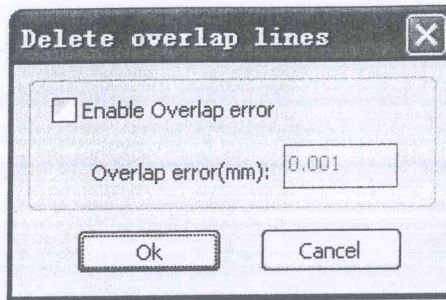 Delete overlap lines
Enable Overlap error
Overlap error(mm): 0.001
Ok Cancel